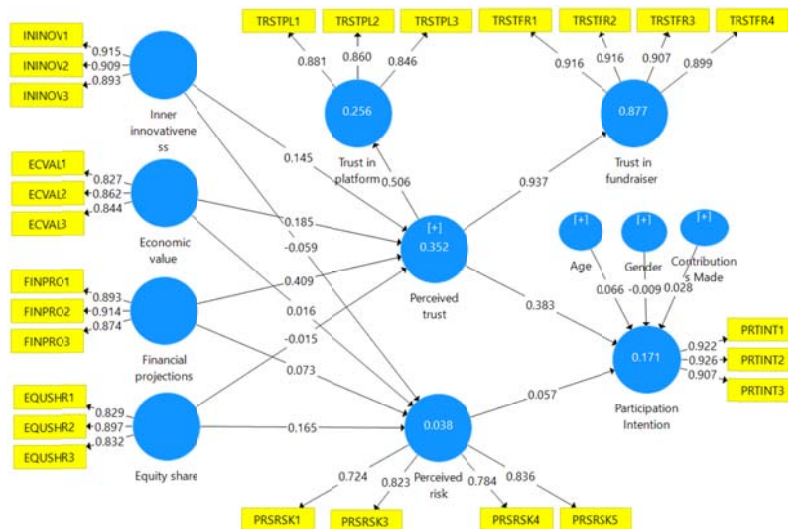 TRSTPL1
TRSTPL2
TRSTPL3
TRSTFR1
TRSTFR2
TRSTFR3
TRSTFR4
ININOV1
ININOV2
ININOV3
0.915
0.909
0.893
0.881
0.860
0.846
0.916
0.916
0.907
0.899
0.256
0.877
Inner
innovativene
ss
Trust in
platform
Trust in
fundraiser
0.145
0.506
0.937
ECVAL1
ECVAL2
ECVAL3
0.827
0.862
0.844
Economic
value
0.185
-0.059
[+]
0.352
Perceived
trust
[+]
Age
[+]
Gender
[+]
Contribution
s Made
0.066
-0.009
0.028
FINPRO1
FINPRO2
FINPRO3
0.893
0.914
0.874
Financial
projections
0.409
0.016
-0.015
0.073
0.383
0.171
Participation
Intention
0.922
0.926
0.907
PRTINT1
PRTINT2
PRTINT3
EQUSHR1
EQUSHR2
EQUSHR3
0.829
0.897
0.832
Equity share
0.165
0.057
0.038
Perceived
risk
0.724
0.823
0.784
0.836
PRSRSK1
PRSRSK3
PRSRSK4
PRSRSK5